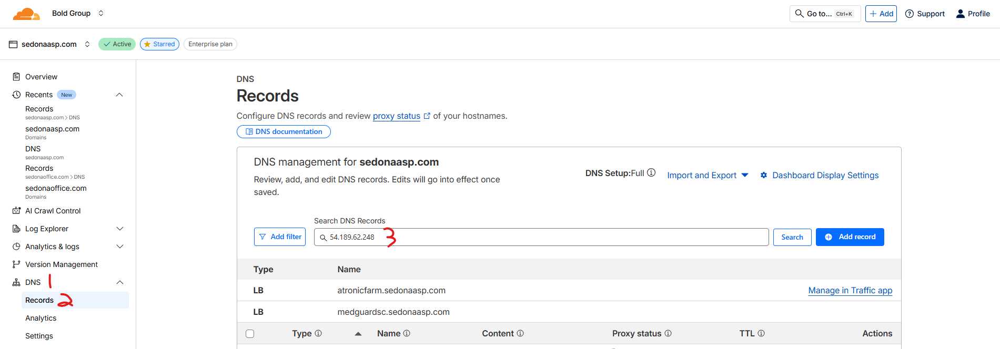 Bold Group
Go to... Ctrl+K
+ Add
Support
Profile
sedonaasp.com
Active
Starred
Enterprise plan
Overview
Recents New
Records
sedonaasp.com > DNS
sedonaasp.com
Domains
DNS
sedonaasp.com
Records
sedonaoffice.com > DNS
sedonaoffice.com
Domains
AI Crawl Control
Log Explorer
Analytics & logs
Version Management
DNS 1
Records 2
Analytics
Settings
DNS
Records
Configure DNS records and review proxy status of your hostnames.
DNS documentation
DNS management for sedonaasp.com
Review, add, and edit DNS records. Edits will go into effect once
saved.
DNS Setup:Full
Import and Export
Dashboard Display Settings
Search DNS Records
Add filter
54.189.62.248 3
Search
Add record
Type Name
LB atronicfarm.sedonaasp.com Manage in Traffic app
LB medguardsc.sedonaasp.com
Type Name Content Proxy status TTL Actions